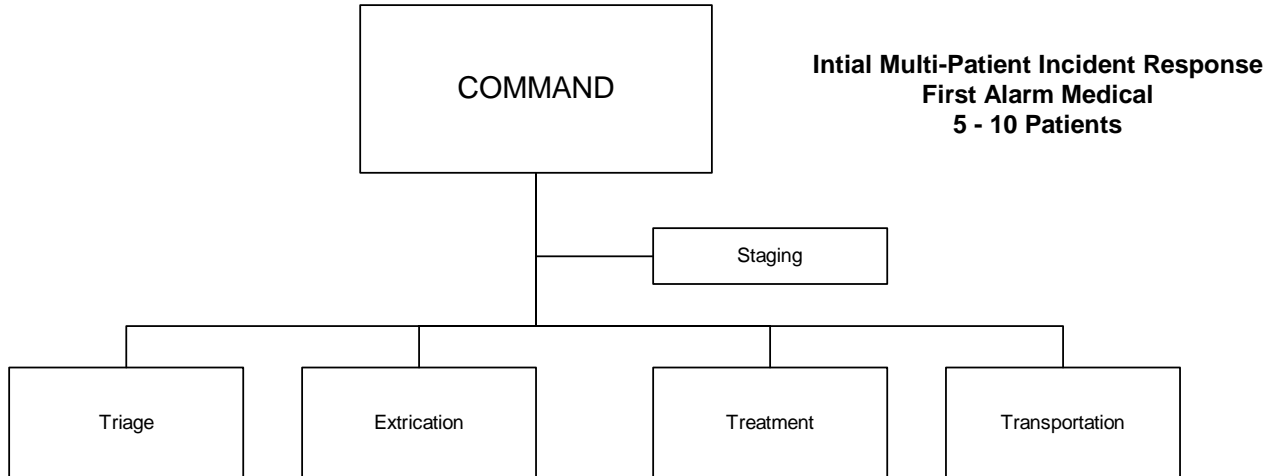 COMMAND
Intial Multi-Patient Incident Response
First Alarm Medical
5 - 10 Patients
Staging
Triage
Extrication
Treatment
Transportation